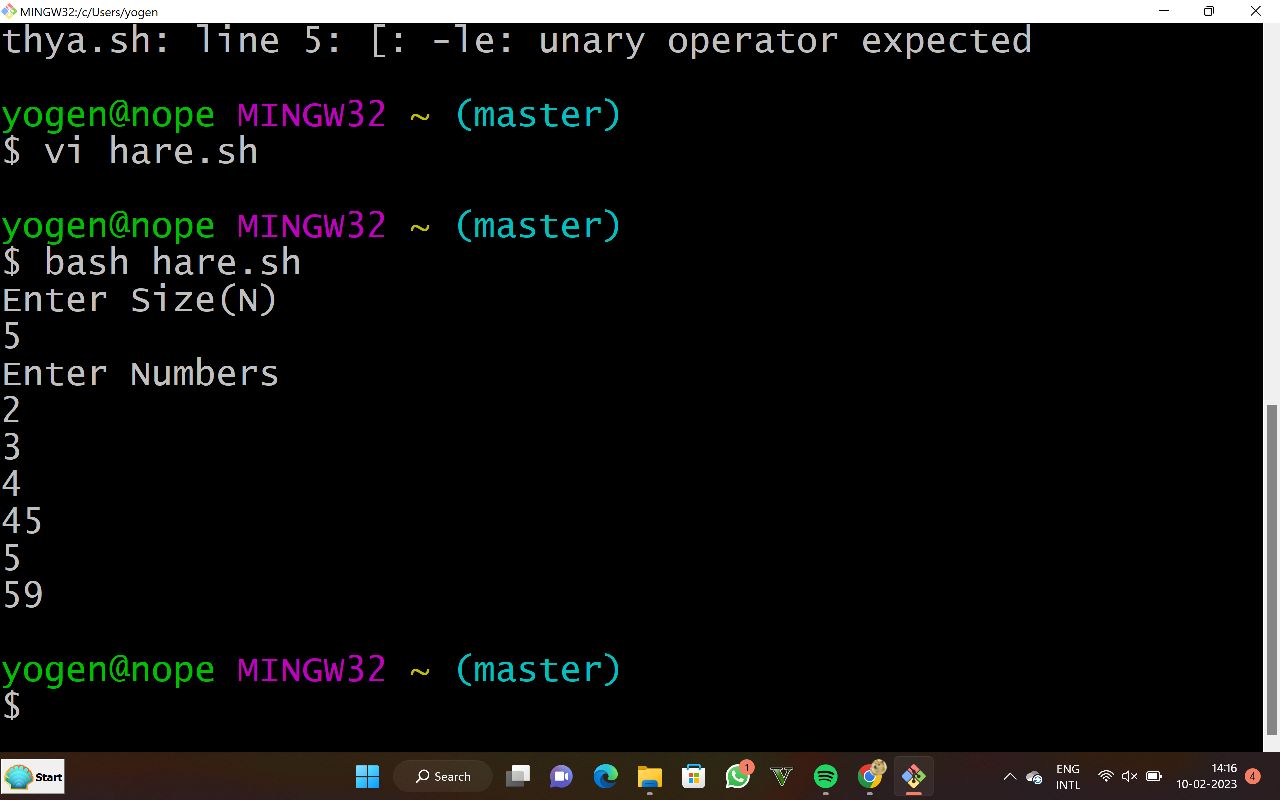 MINGW32:/c/Users/yogen
thya.sh: line 5: [: -le: unary operator expected
yogen@nope MINGW32 ~ (master)
$ vi hare.sh
yogen@nope MINGW32 ~ (master)
$ bash hare.sh
Enter Size(N)
5
Enter Numbers
2
3
4
45
5
59
yogen@nope MINGW32 ~ (master)
$
Start
Search
1
ENG
INTL
14:16
10-02-2023
4